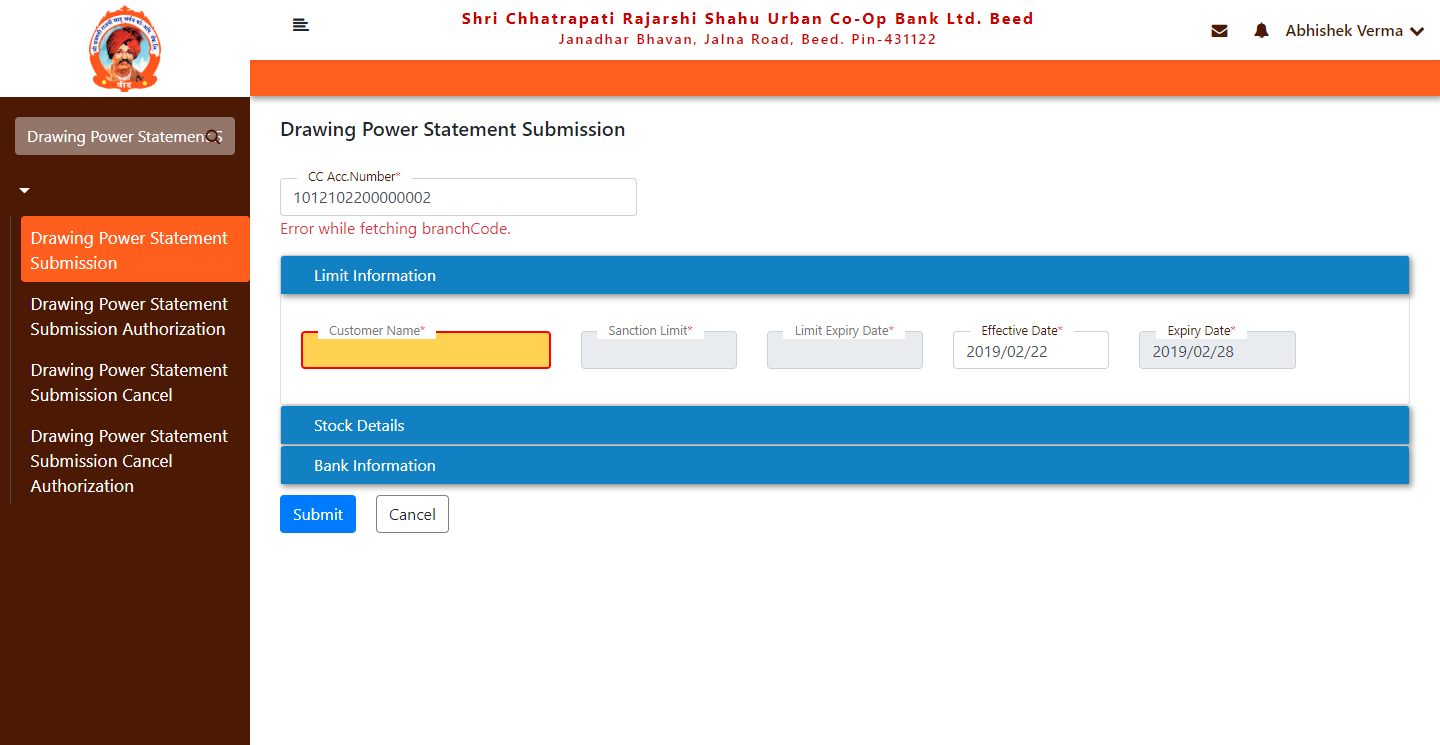 Shri Chhatrapati Rajarshi Shahu Urban Co-Op Bank Ltd. Beed
Janadhar Bhavan, Jalna Road, Beed. Pin-431122
Abhishek Verma
बीड
Drawing Power Statement
Drawing Power Statement
Submission
Drawing Power Statement
Submission Authorization
Drawing Power Statement
Submission Cancel
Drawing Power Statement
Submission Cancel
Authorization
Drawing Power Statement Submission
CC Acc.Number*
1012102200000002
Error while fetching branchCode.
Limit Information
Customer Name*
Sanction Limit*
Limit Expiry Date*
Effective Date*
2019/02/22
Expiry Date*
2019/02/28
Stock Details
Bank Information
Submit
Cancel